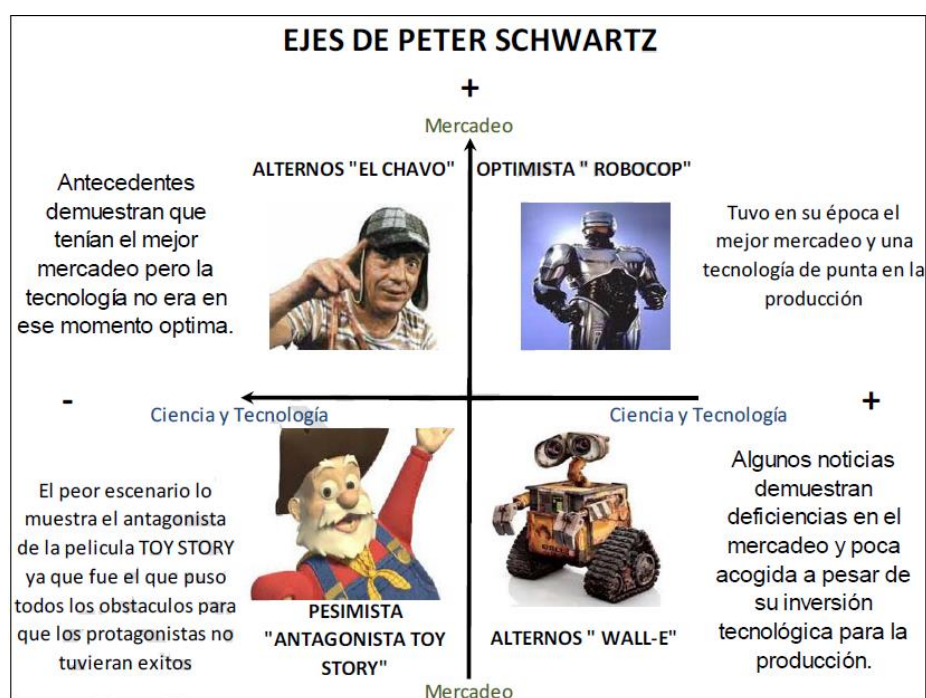 EJES DE PETER SCHWARTZ
+
Mercadeo
ALTERNOS "EL CHAVO"
OPTIMISTA " ROBOCOP"
Antecedentes
demuestran que
tenían el mejor
mercadeo pero la
tecnología no era en
ese momento optima.
Tuvo en su época el
mejor mercadeo y una
tecnología de punta en la
producción
-
Ciencia y Tecnología
Ciencia y Tecnología
+
El peor escenario lo
muestra el antagonista
de la pelicula TOY STORY
ya que fue el que puso
todos los obstaculos para
que los protagonistas no
tuvieran exitos
PESIMISTA
"ANTAGONISTA TOY
STORY"
ALTERNOS " WALL-E"
Algunos noticias
demuestran
deficiencias en el
mercadeo y poca
acogida a pesar de
su inversión
tecnológica para la
producción.
Mercadeo